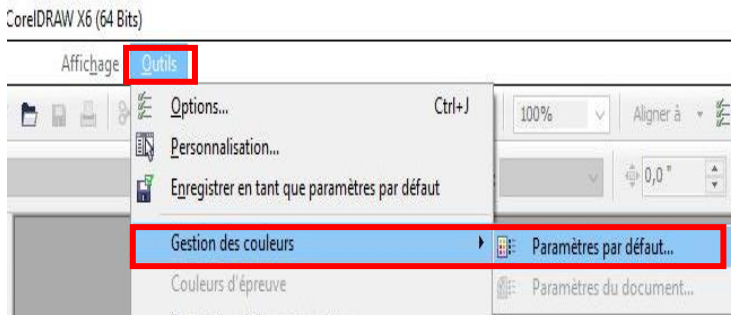 CorelDRAW X6 (64 Bits)
Affichage Outils
Options... Ctrl+J
100% Aligner à
Personnalisation...
0,0 "
Enregistrer en tant que paramètres par défaut
Gestion des couleurs
Paramètres par défaut...
Couleurs d'épreuve
Paramètres du document...